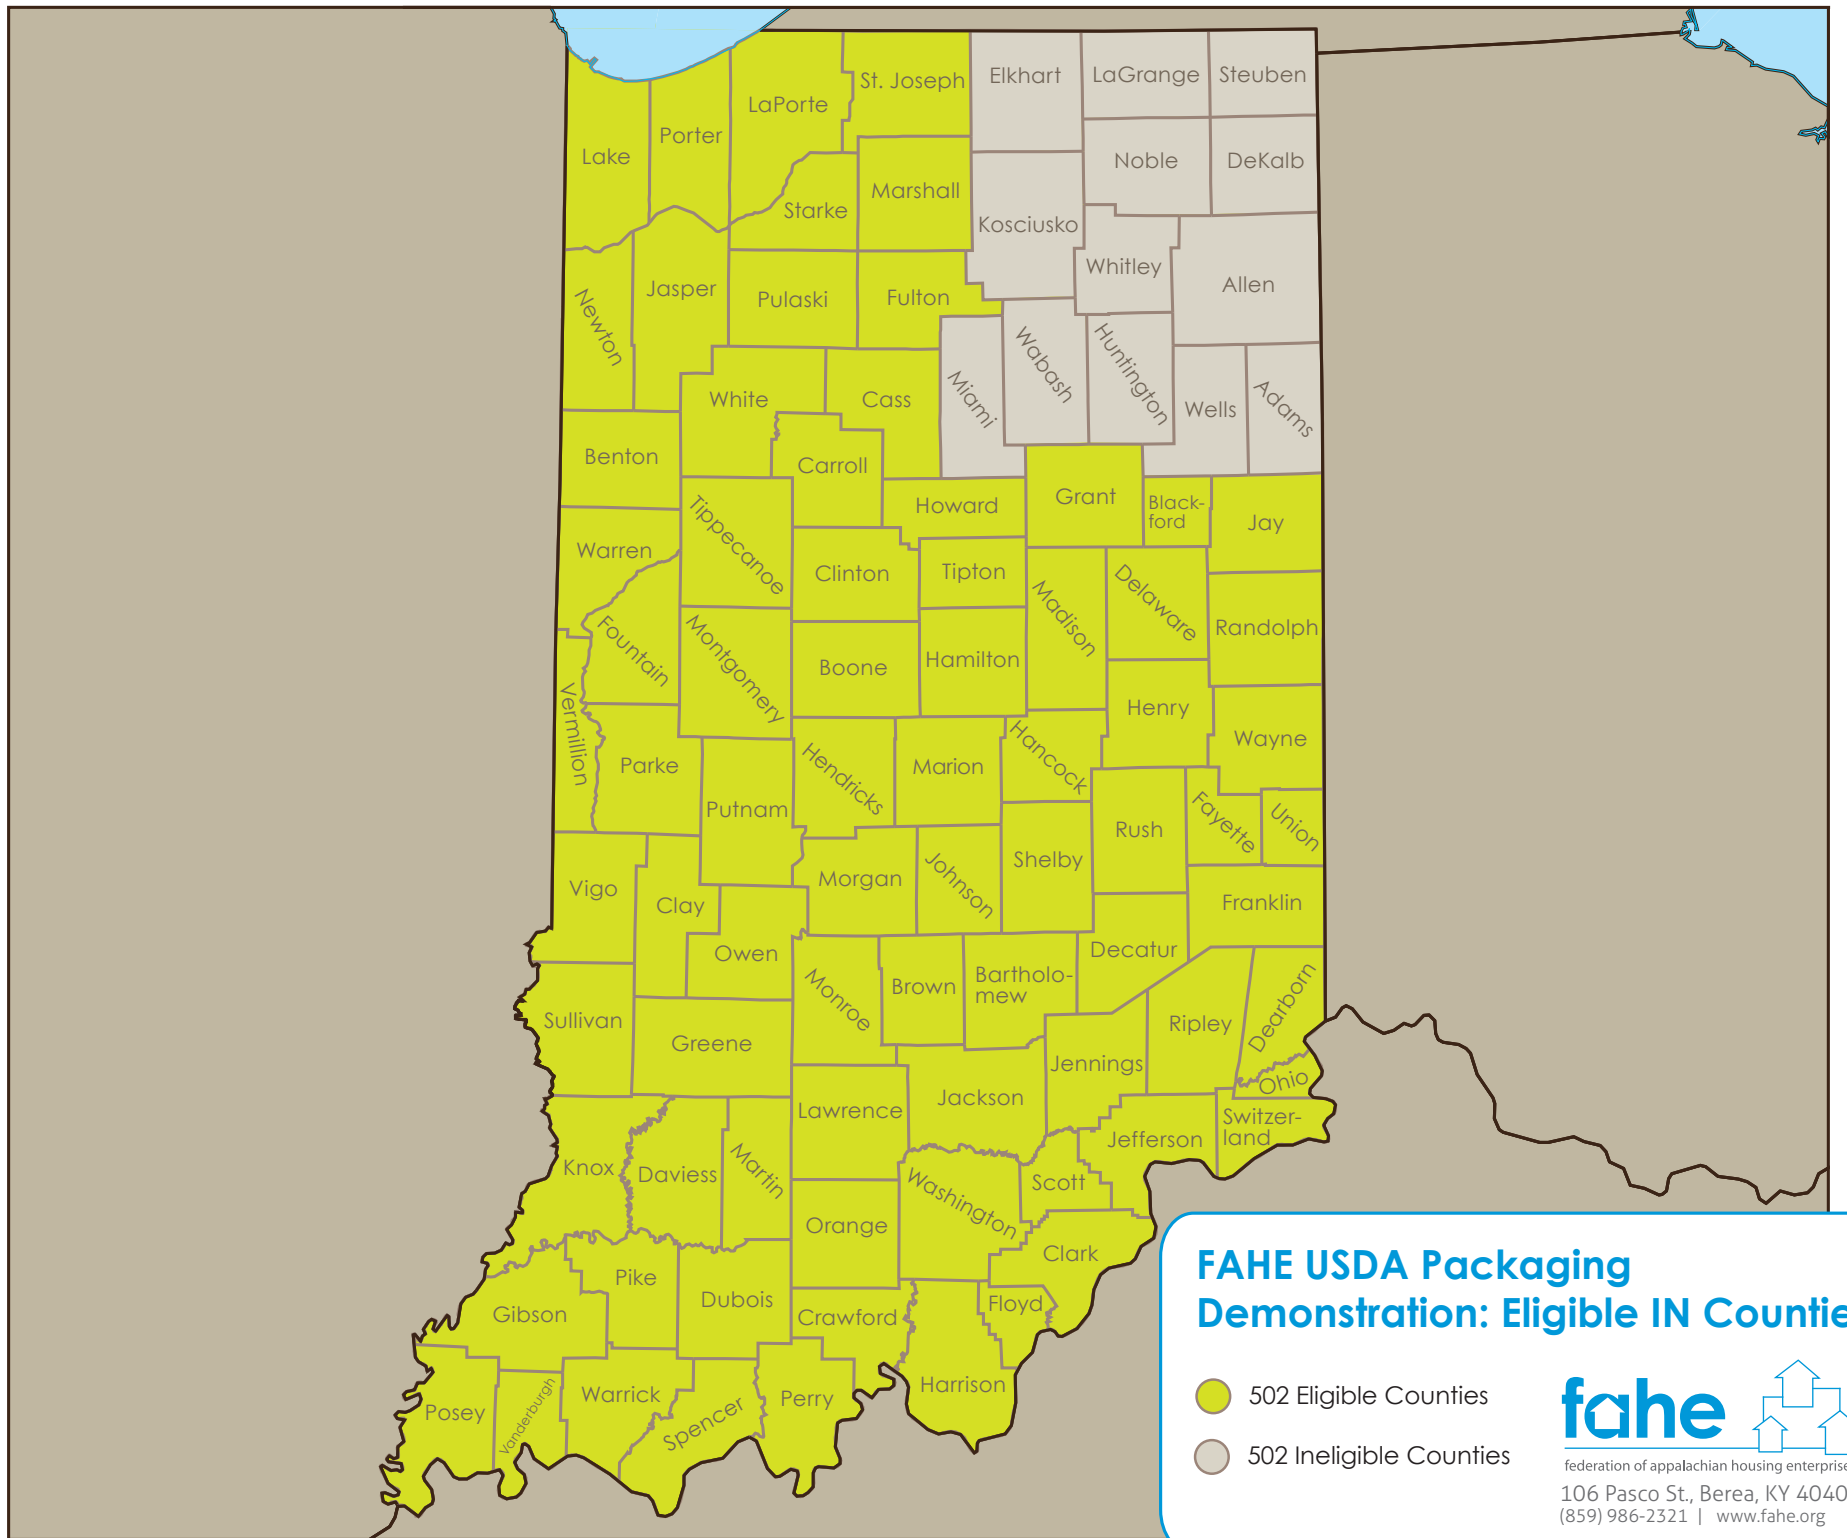 St. Joseph
Elkhart
LaGrange
Steuben
LaPorte
Porter
Lake
Noble
DeKalb
Marshall
Starke
Kosciusko
Whitley
Allen
Newton
Jasper
Pulaski
Fulton
Miami
Wabash
Huntington
Wells
Adams
White
Cass
Benton
Carroll
Howard
Grant
Black-
ford
Jay
Warren
Tippecanoe
Clinton
Tipton
Madison
Delaware
Randolph
Fountain
Montgomery
Boone
Hamilton
Henry
Vermillion
Parke
Putnam
Hendricks
Marion
Hancock
Wayne
Rush
Fayette
Union
Vigo
Clay
Morgan
Johnson
Shelby
Franklin
Owen
Monroe
Brown
Bartholo-
mew
Decatur
Sullivan
Greene
Ripley
Dearborn
Jennings
Ohio
Lawrence
Jackson
Switzer-
land
Jefferson
Knox
Daviess
Martin
Washington
Scott
Orange
Clark
Pike
Dubois
Gibson
Crawford
Floyd
Harrison
Posey
Vanderburgh
Warrick
Spencer
Perry
FAHE USDA Packaging
Demonstration: Eligible IN Countie
502 Eligible Counties
502 Ineligible Counties
fahe
federation of appalachian housing enterprise
106 Pasco St., Berea, KY 4040
(859) 986-2321 | www.fahe.org